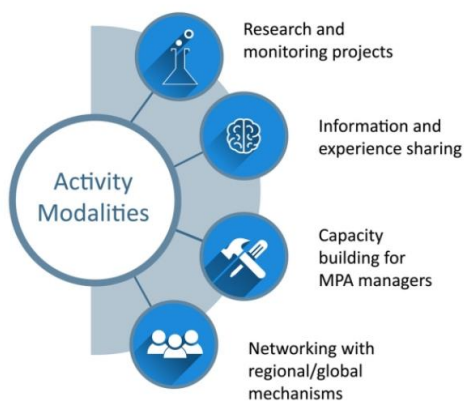 Research and
monitoring projects
Information and
experience sharing
Activity
Modalities
Capacity
building for
MPA managers
Networking with
regional/global
mechanisms